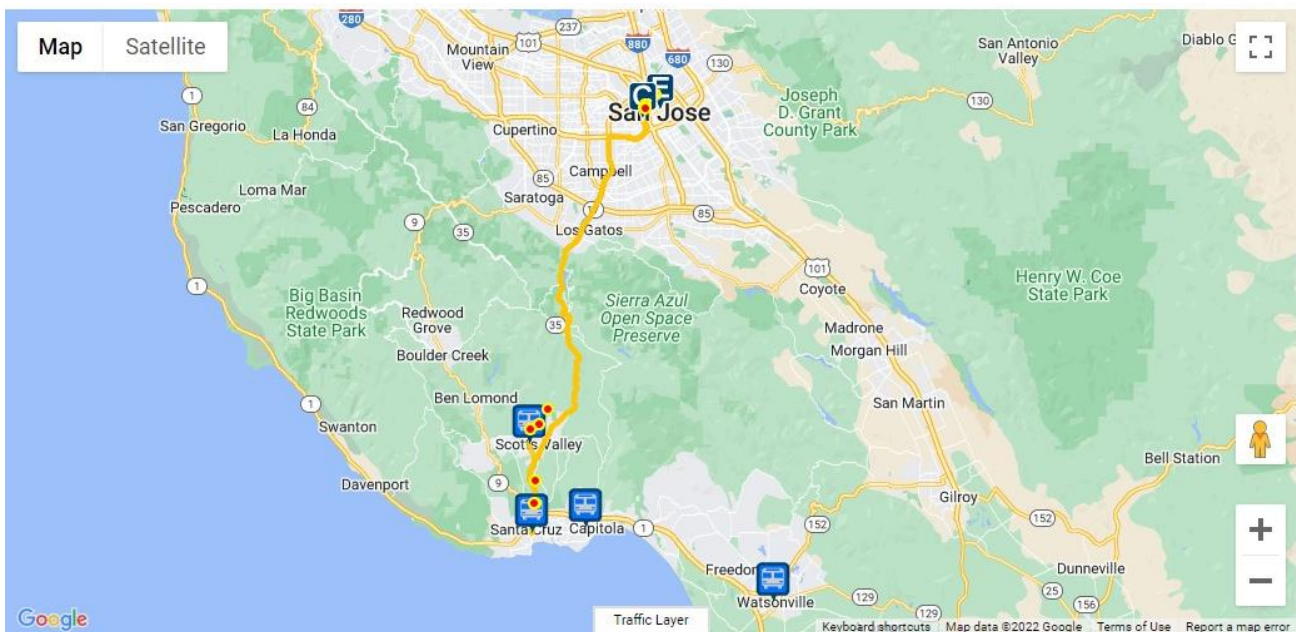 280
237
101
880
680
San Antonio
Valley
Diablo G
Map
Satellite
Mountain
View
130
1
84
San Gregorio
La Honda
C
E
San Jose
Joseph
D. Grant
County Park
130
Cupertino
Campbell
85
Loma Mar
Saratoga
Pescadero
9
35
Los Gatos
85
101
Coyote
1
Big Basin
Redwoods
State Park
Sierra Azul
Open Space
Preserve
Henry W. Coe
State Park
Redwood
Grove
35
Madrone
Boulder Creek
Morgan Hill
Ben Lomond
1
San Martin
Swanton
Scotts Valley
Bell Station
Davenport
9
Gilroy
Santa Cruz
Capitola
1
152
152
Freedom
Dunneville
Watsonville
129
129
25
156
Google
Traffic Layer
Keyboard shortcuts
Map data ©2022 Google
Terms of Use
Report a map error